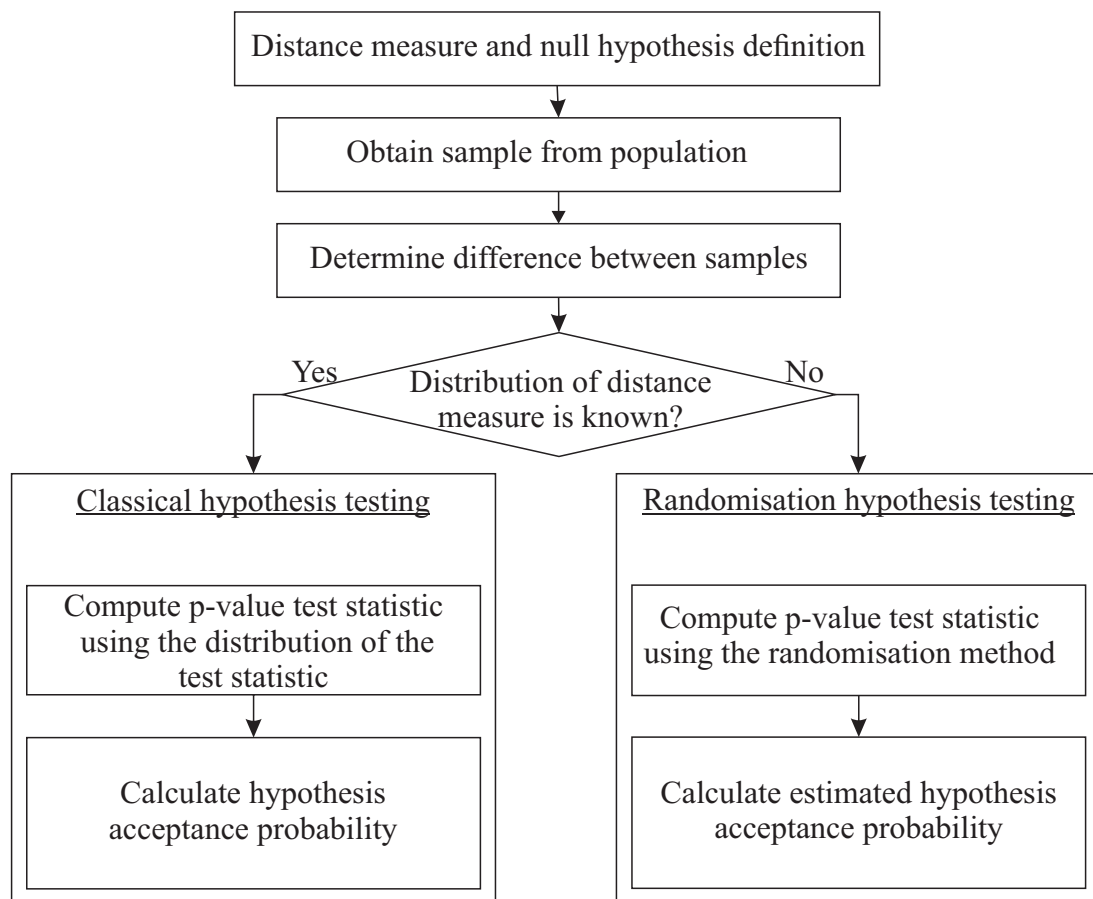 Distance measure and null hypothesis definition
Obtain sample from population
Determine difference between samples
Yes
No
Distribution of distance
measure is known?
Classical hypothesis testing
Compute p-value test statistic
using the distribution of the
test statistic
Calculate hypothesis
acceptance probability
Randomisation hypothesis testing
Compute p-value test statistic
using the randomisation method
Calculate estimated hypothesis
acceptance probability